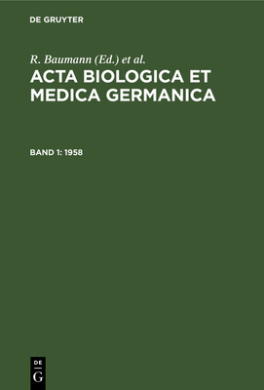 DE GRUYTER
R. Baumann (Ed.) et al.
ACTA BIOLOGICA ET
MEDICA GERMANICA
BAND 1: 1958
DE
G